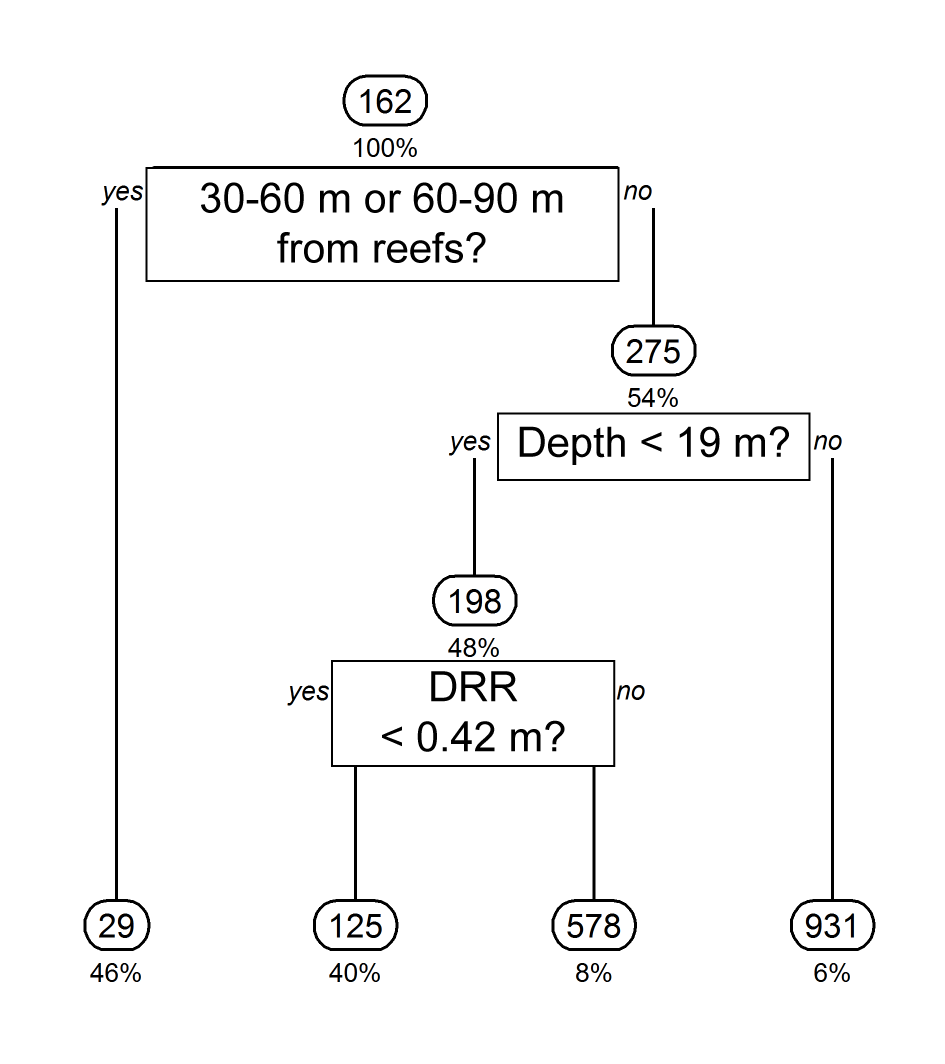 162
100%
yes
30-60 m or 60-90 m
from reefs?
no
275
54%
yes
Depth < 19 m?
no
198
48%
yes
DRR
< 0.42 m?
no
29
125
578
931
46%
40%
8%
6%